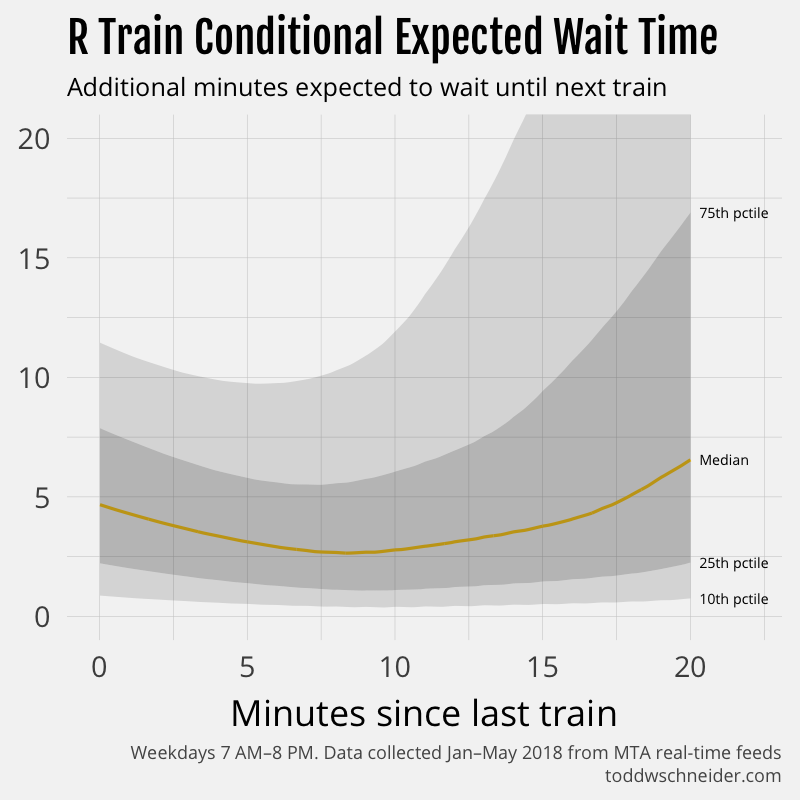 R Train Conditional Expected Wait Time
Additional minutes expected to wait until next train
20
15
10
5
0
75th pctile
Median
25th pctile
10th pctile
0 5 10 15 20
Minutes since last train
Weekdays 7 AM–8 PM. Data collected Jan–May 2018 from MTA real-time feeds
toddwschneider.com